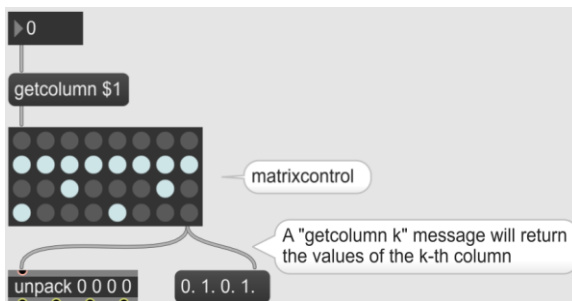 0
getcolumn $1
matrixcontrol
A "getcolumn k" message will return
the values of the k-th column
unpack 0 0 0 0
0. 1. 0. 1.